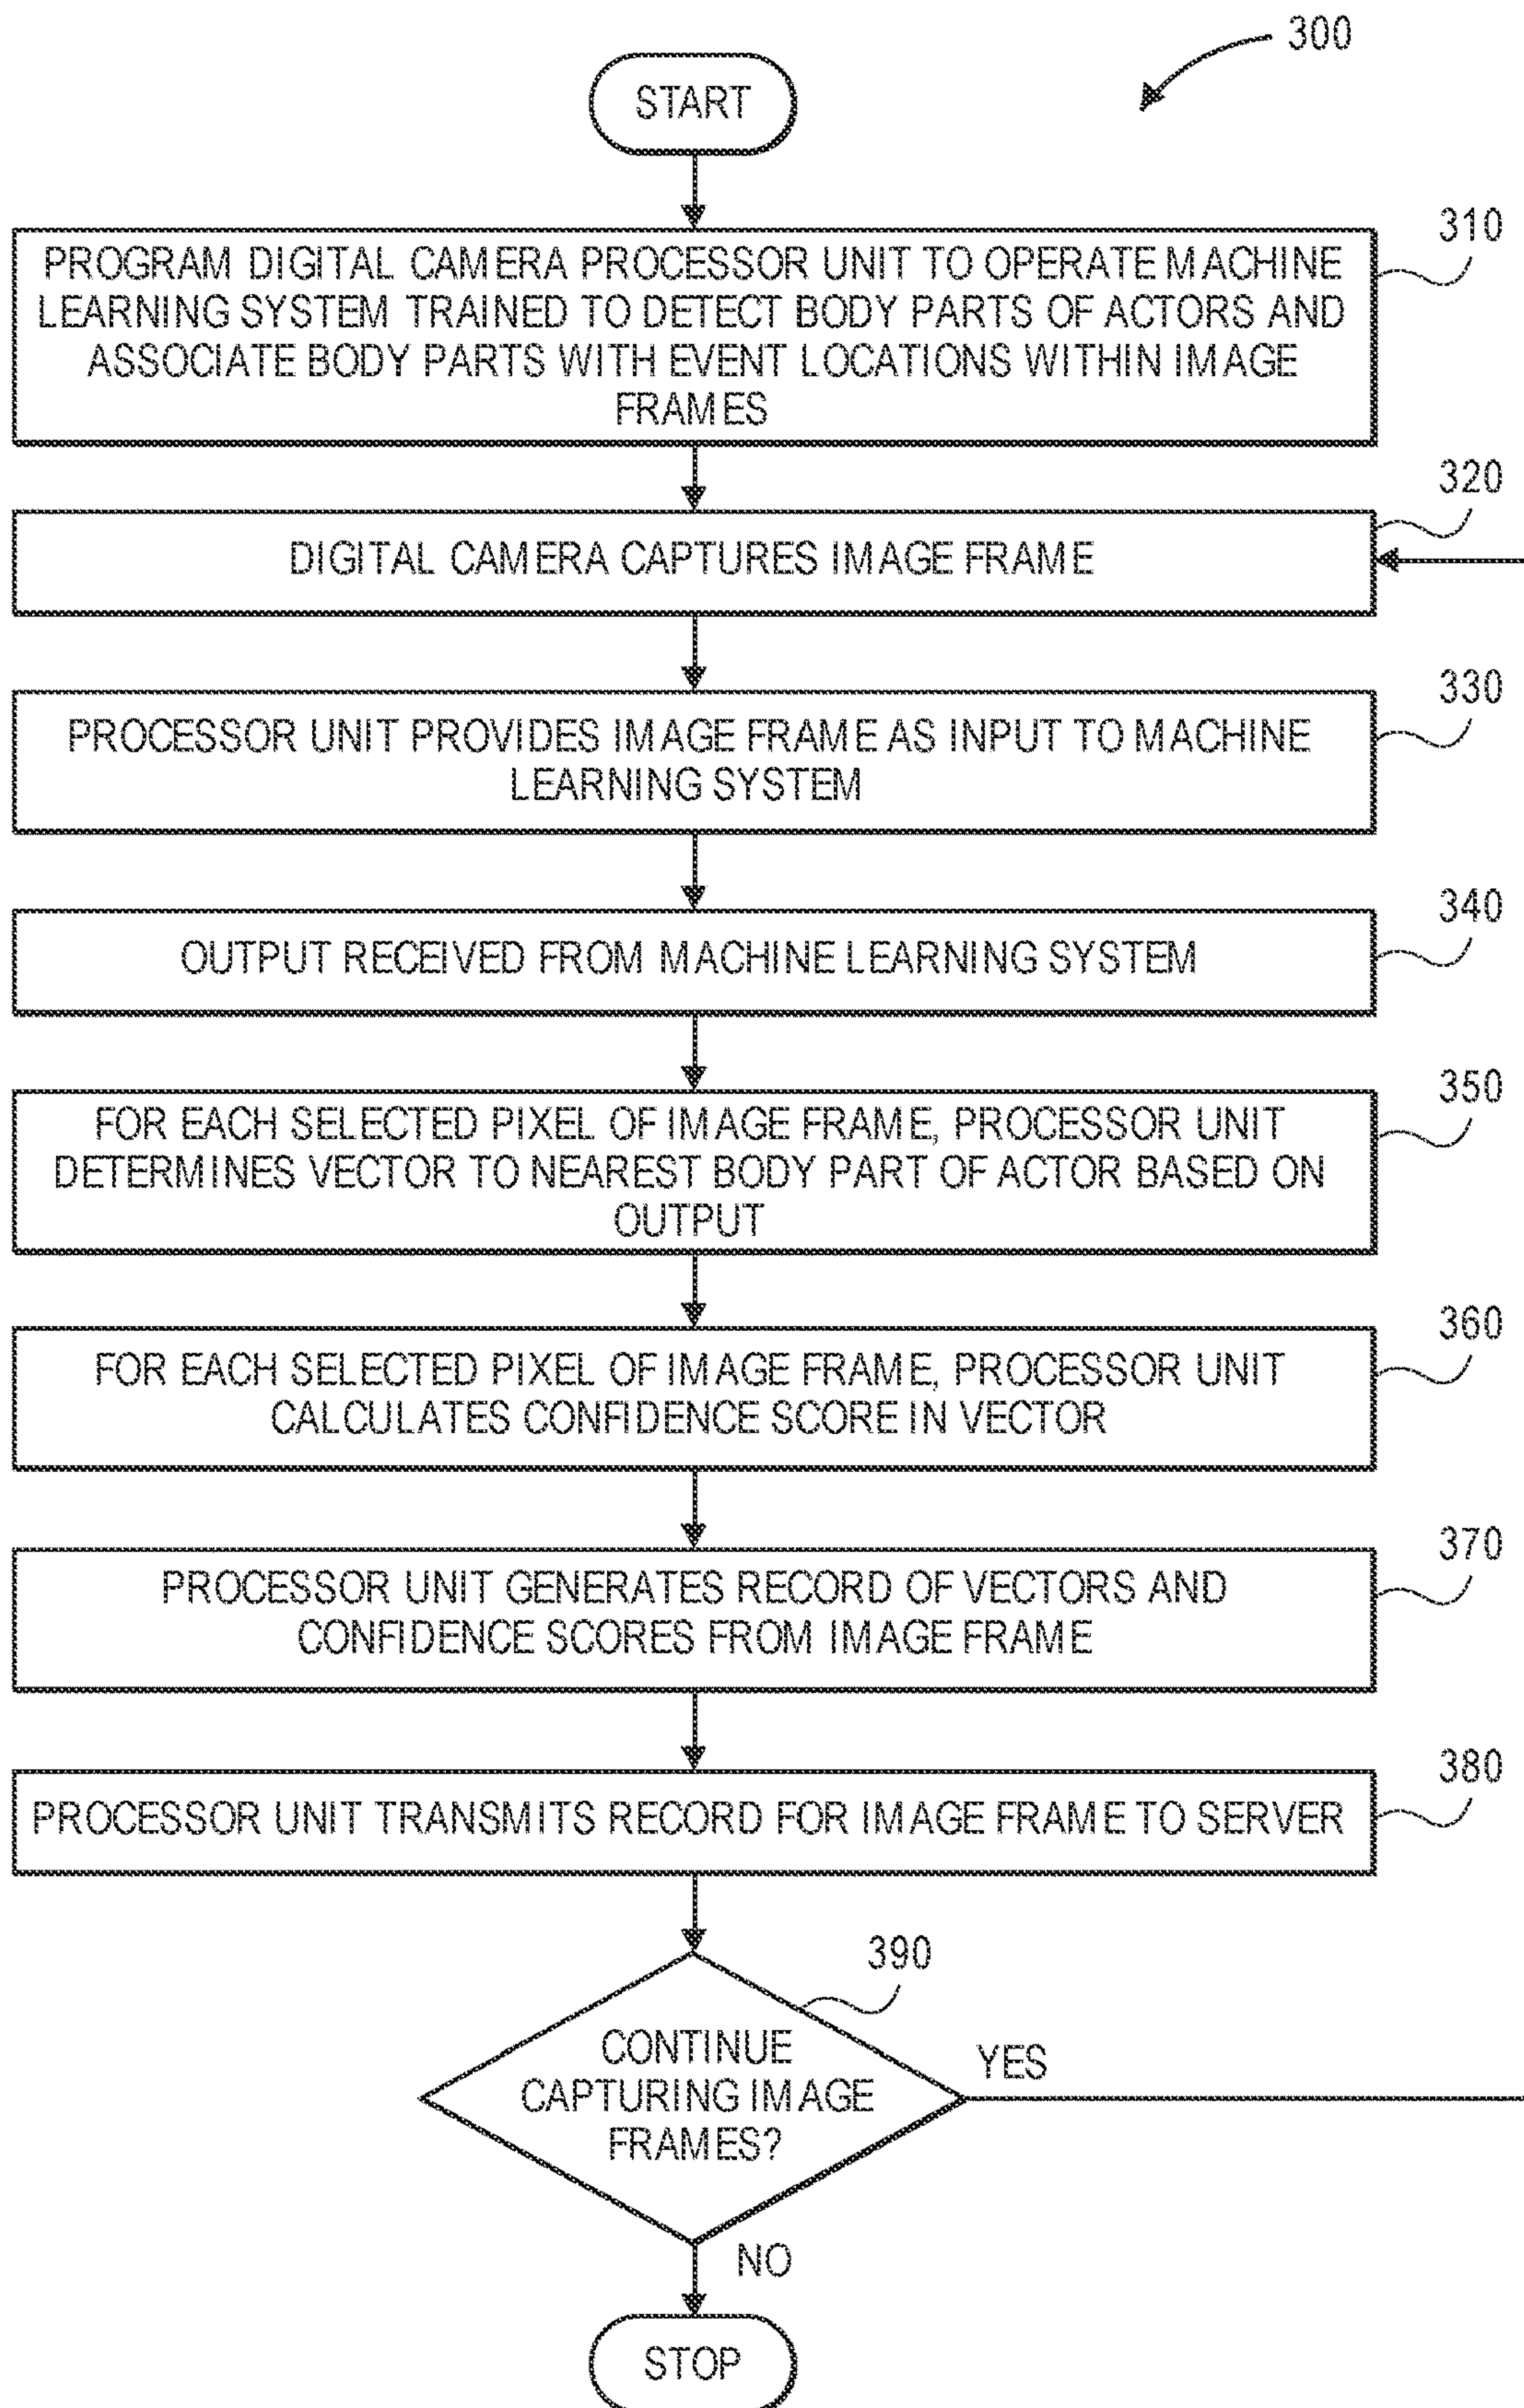 300
START
310
PROGRAM DIGITAL CAMERA PROCESSOR UNIT TO OPERATE MACHINE
LEARNING SYSTEM TRAINED TO DETECT BODY PARTS OF ACTORS AND
ASSOCIATE BODY PARTS WITH EVENT LOCATIONS WITHIN IMAGE
FRAMES
320
DIGITAL CAMERA CAPTURES IMAGE FRAME
330
PROCESSOR UNIT PROVIDES IMAGE FRAME AS INPUT TO MACHINE
LEARNING SYSTEM
340
OUTPUT RECEIVED FROM MACHINE LEARNING SYSTEM
350
FOR EACH SELECTED PIXEL OF IMAGE FRAME, PROCESSOR UNIT
DETERMINES VECTOR TO NEAREST BODY PART OF ACTOR BASED ON
OUTPUT
360
FOR EACH SELECTED PIXEL OF IMAGE FRAME, PROCESSOR UNIT
CALCULATES CONFIDENCE SCORE IN VECTOR
370
PROCESSOR UNIT GENERATES RECORD OF VECTORS AND
CONFIDENCE SCORES FROM IMAGE FRAME
380
PROCESSOR UNIT TRANSMITS RECORD FOR IMAGE FRAME TO SERVER
390
CONTINUE
CAPTURING IMAGE
FRAMES?
YES
NO
STOP